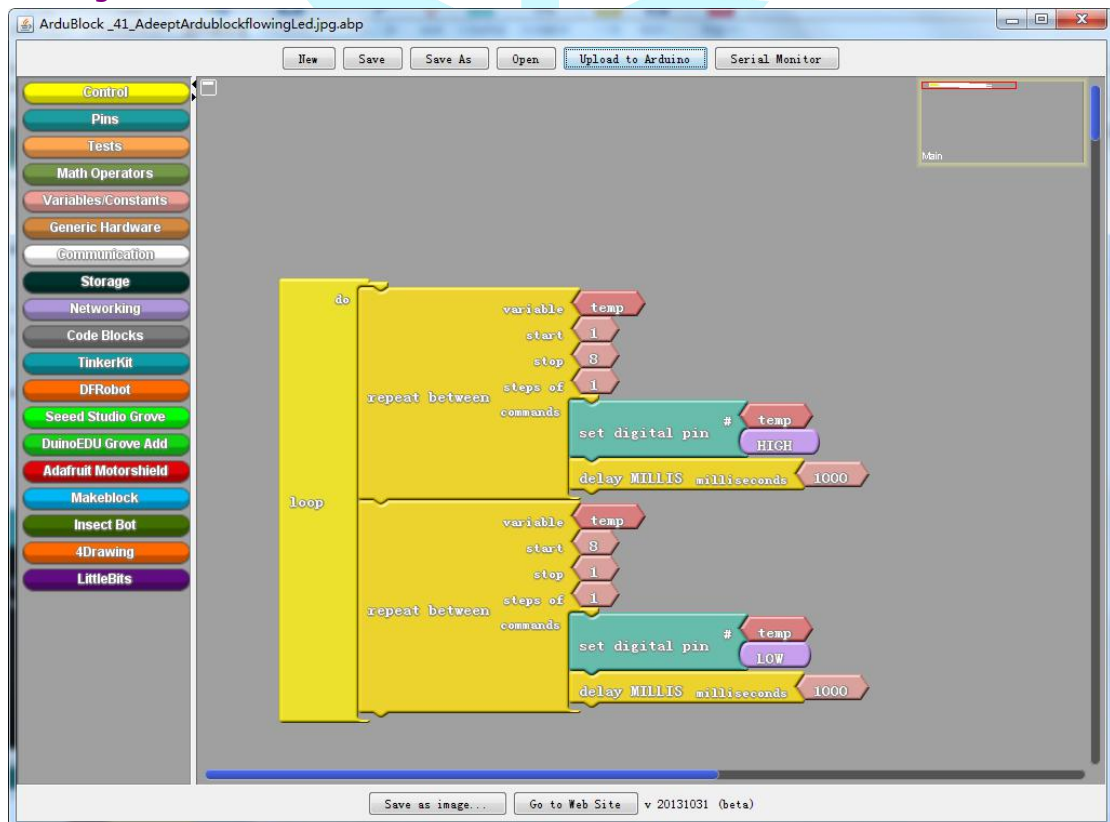 ArduBlock _41_AdeeptArdublockflowingLed.jpg.abp
New Save Save As Open Upload to Arduino Serial Monitor
Control
Pins
Tests
Math Operators
Variables/Constants
Generic Hardware
Communication
Storage
Networking
Code Blocks
TinkerKit
DFRobot
Seeed Studio Grove
DuinoEDU Grove Add
Adafruit Motorshield
Makeblock
Insect Bot
4Drawing
LittleBits
Main
loop
do
repeat between
variable temp
start 1
stop 8
steps of 1
commands
set digital pin # temp
HIGH
delay MILLIS milliseconds 1000
repeat between
variable temp
start 8
stop 1
steps of 1
commands
set digital pin # temp
LOW
delay MILLIS milliseconds 1000
Save as image... Go to Web Site v 20131031 (beta)